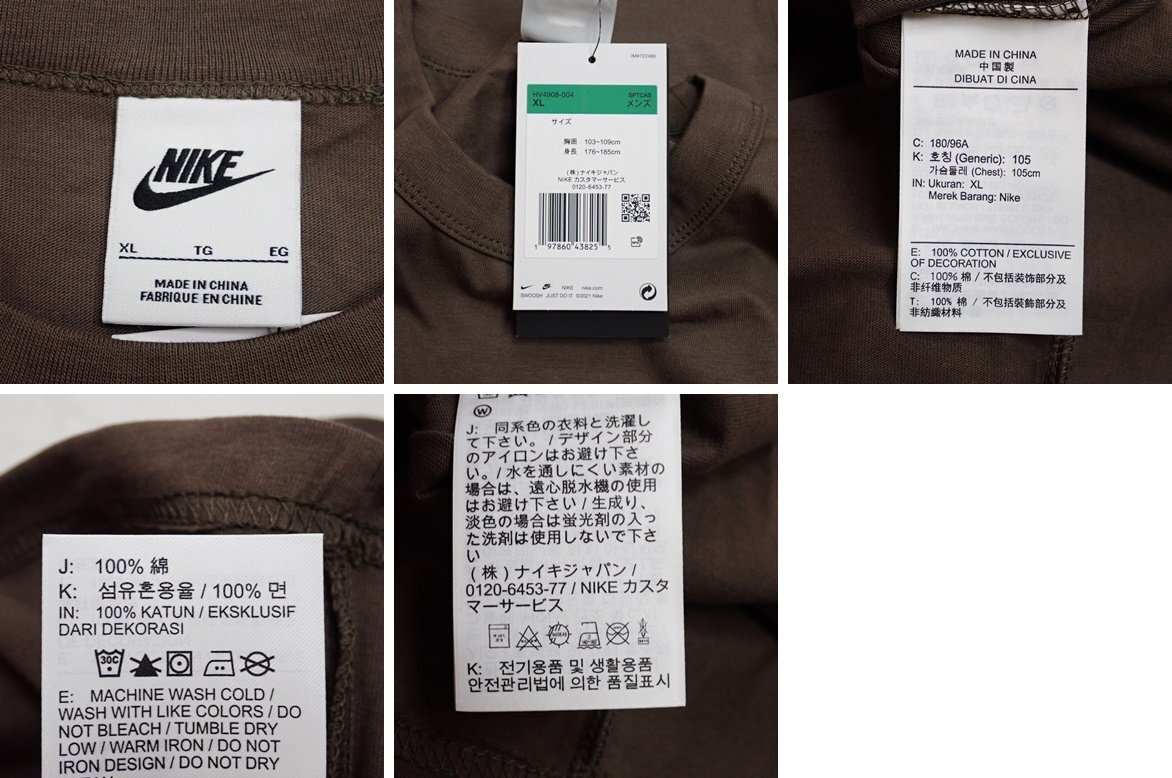 NIKE
XL TG EG
MADE IN CHINA
FABRIQUE EN CHINE
IM#722486
HV4908-004 SPTCAS
XL メンズ
サイズ
胸囲 103~109cm
身長 176~185cm
(株)ナイキジャパン
NIKE カスタマーサービス
0120-6453-77
1 97860 43825 5
NIKE nike.com
SWOOSH JUST DO IT ©2021 Nike
MADE IN CHINA
中国製
DIBUAT DI CINA
C: 180/96A
K: 호칭 (Generic): 105
가슴둘레 (Chest): 105cm
IN: Ukuran: XL
Merek Barang: Nike
E: 100% COTTON / EXCLUSIVE
OF DECORATION
C: 100% 棉 / 不包括装饰部分及
非纤维物质
T: 100% 棉 / 不包括裝飾部分及
非紡織材料
J: 100% 綿
K: 섬유혼용율 / 100% 면
IN: 100% KATUN / EKSKLUSIF
DARI DEKORASI
30C
E: MACHINE WASH COLD /
WASH WITH LIKE COLORS / DO
NOT BLEACH / TUMBLE DRY
LOW / WARM IRON / DO NOT
IRON DESIGN / DO NOT DRY
W
J: 同系色の衣料と洗濯し
て下さい。/ デザイン部分
のアイロンはお避け下さ
い。/ 水を通しにくい素材の
場合は、遠心脱水機の使用
はお避け下さい / 生成り、
淡色の場合は蛍光剤の入っ
た洗剤は使用しないで下さ
い
(株)ナイキジャパン /
0120-6453-77 / NIKE カスタ
マーサービス
K: 전기용품 및 생활용품
안전관리법에 의한 품질표시